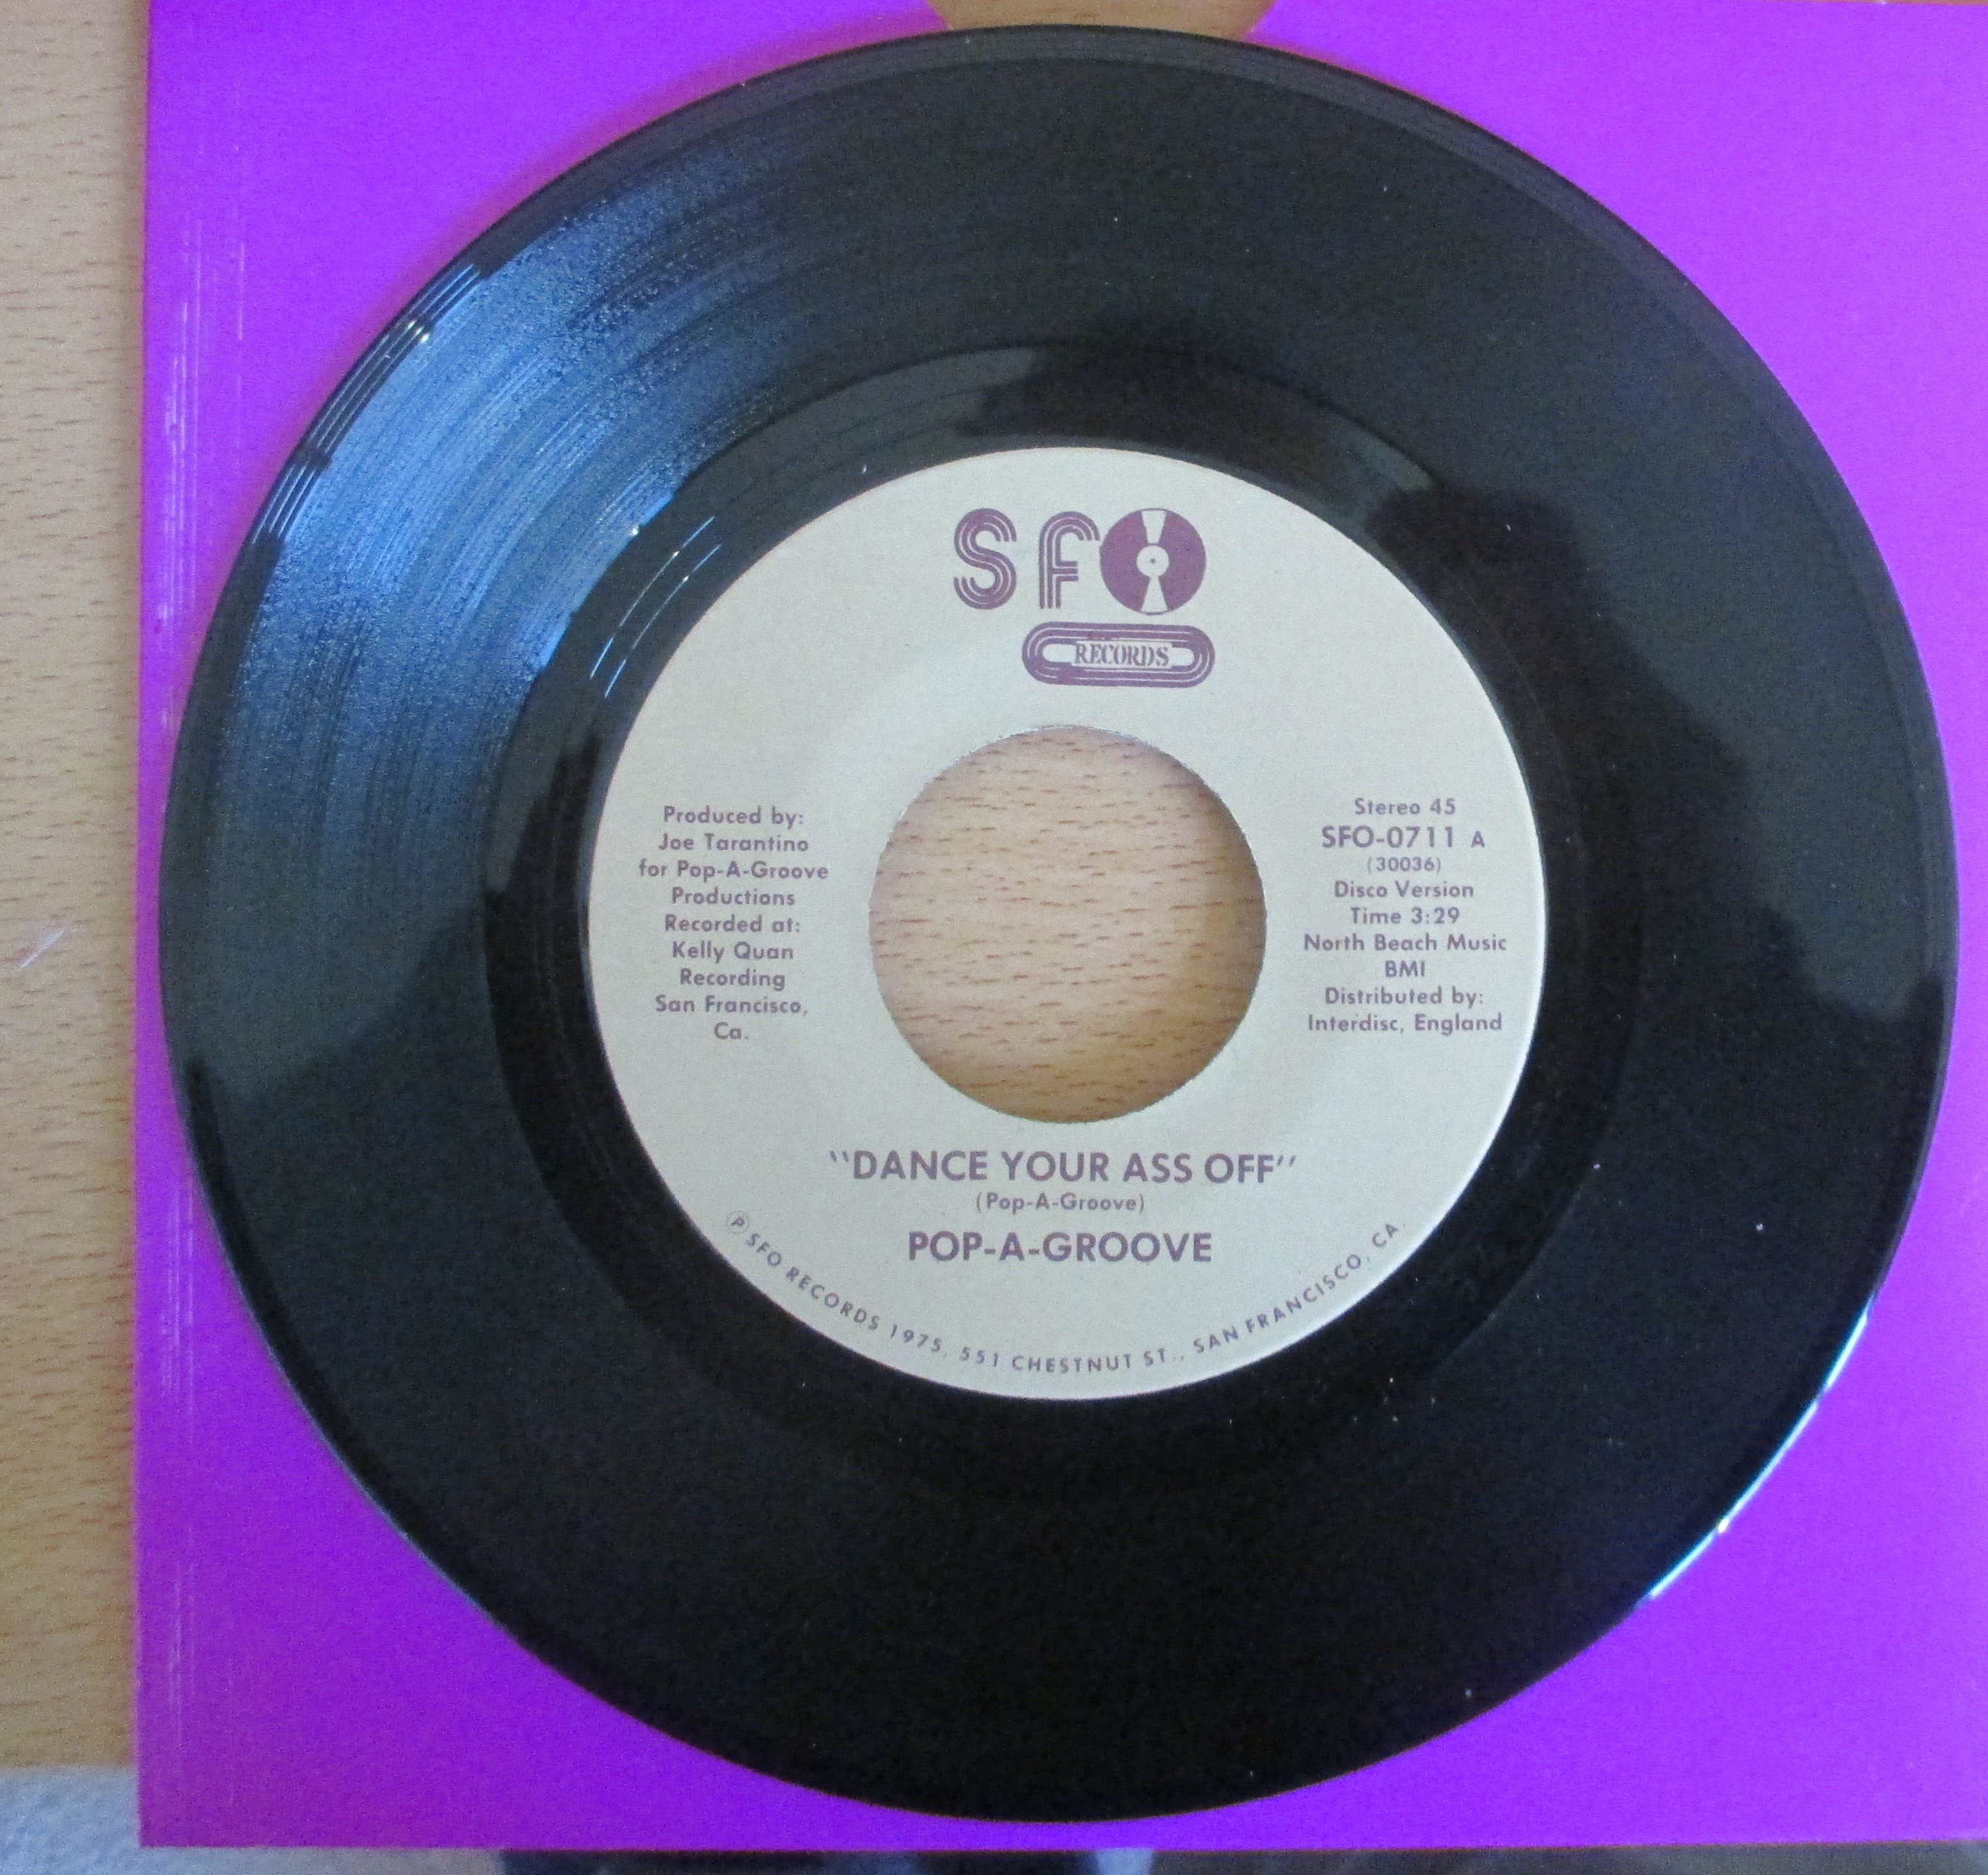 SFO
RECORDS
Produced by:
Joe Tarantino
for Pop-A-Groove
Productions
Recorded at:
Kelly Quan
Recording
San Francisco,
Ca.
Stereo 45
SFO-0711 A
(30036)
Disco Version
Time 3:29
North Beach Music
BMI
Distributed by:
Interdisc, England
"DANCE YOUR ASS OFF"
(Pop-A-Groove)
POP-A-GROOVE
Ⓟ SFO RECORDS 1975, 551 CHESTNUT ST., SAN FRANCISCO, CA.